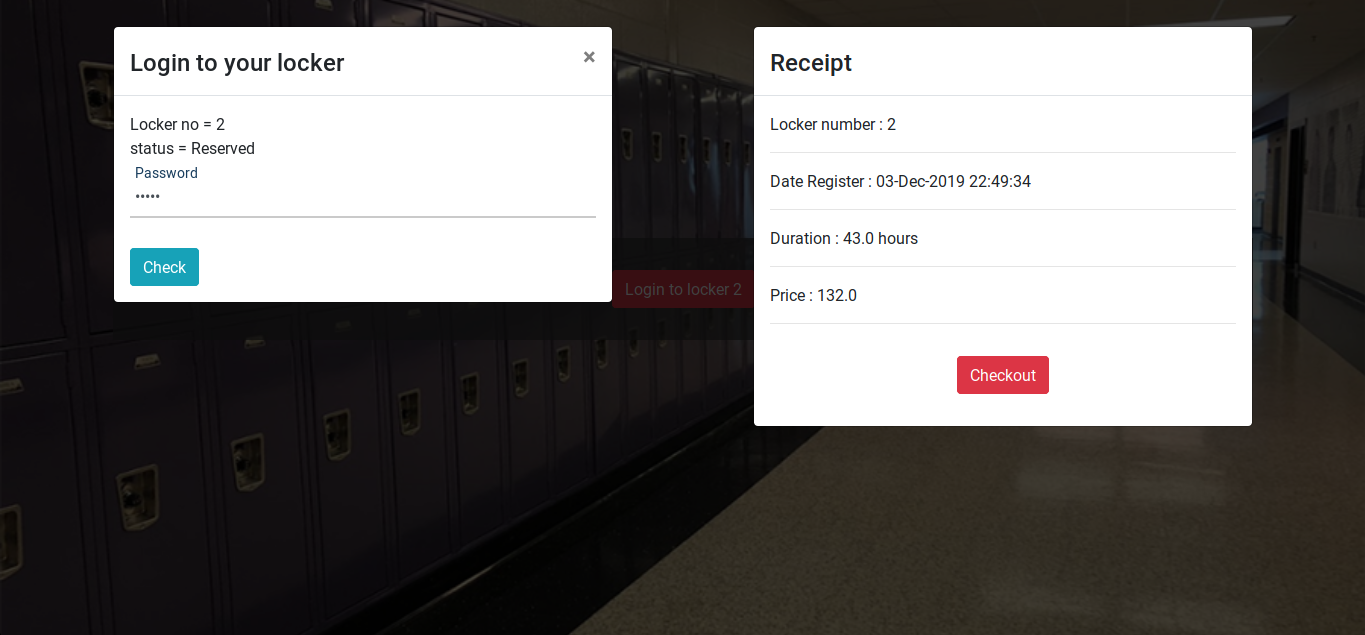 Login to your locker
×
Locker no = 2
status = Reserved
Password
•••••
Check
Login to locker 2
Receipt
Locker number : 2
Date Register : 03-Dec-2019 22:49:34
Duration : 43.0 hours
Price : 132.0
Checkout